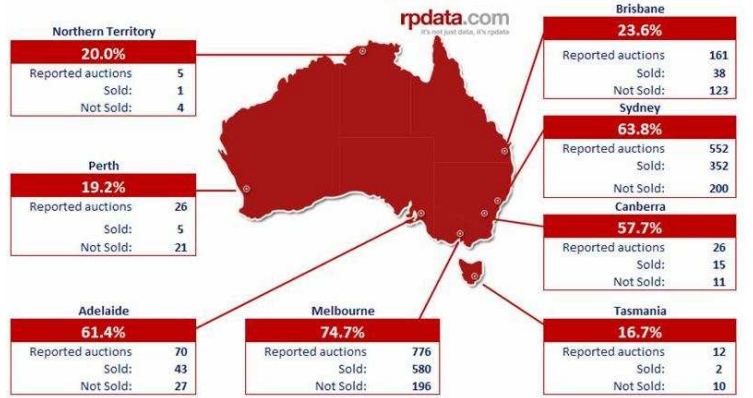 rpdata.com
it's not just data, it's rpdata
Northern Territory
20.0%
Reported auctions 5
Sold: 1
Not Sold: 4
Perth
19.2%
Reported auctions 26
Sold: 5
Not Sold: 21
Adelaide
61.4%
Reported auctions 70
Sold: 43
Not Sold: 27
Melbourne
74.7%
Reported auctions 776
Sold: 580
Not Sold: 196
Brisbane
23.6%
Reported auctions 161
Sold: 38
Not Sold: 123
Sydney
63.8%
Reported auctions 552
Sold: 352
Not Sold: 200
Canberra
57.7%
Reported auctions 26
Sold: 15
Not Sold: 11
Tasmania
16.7%
Reported auctions 12
Sold: 2
Not Sold: 10